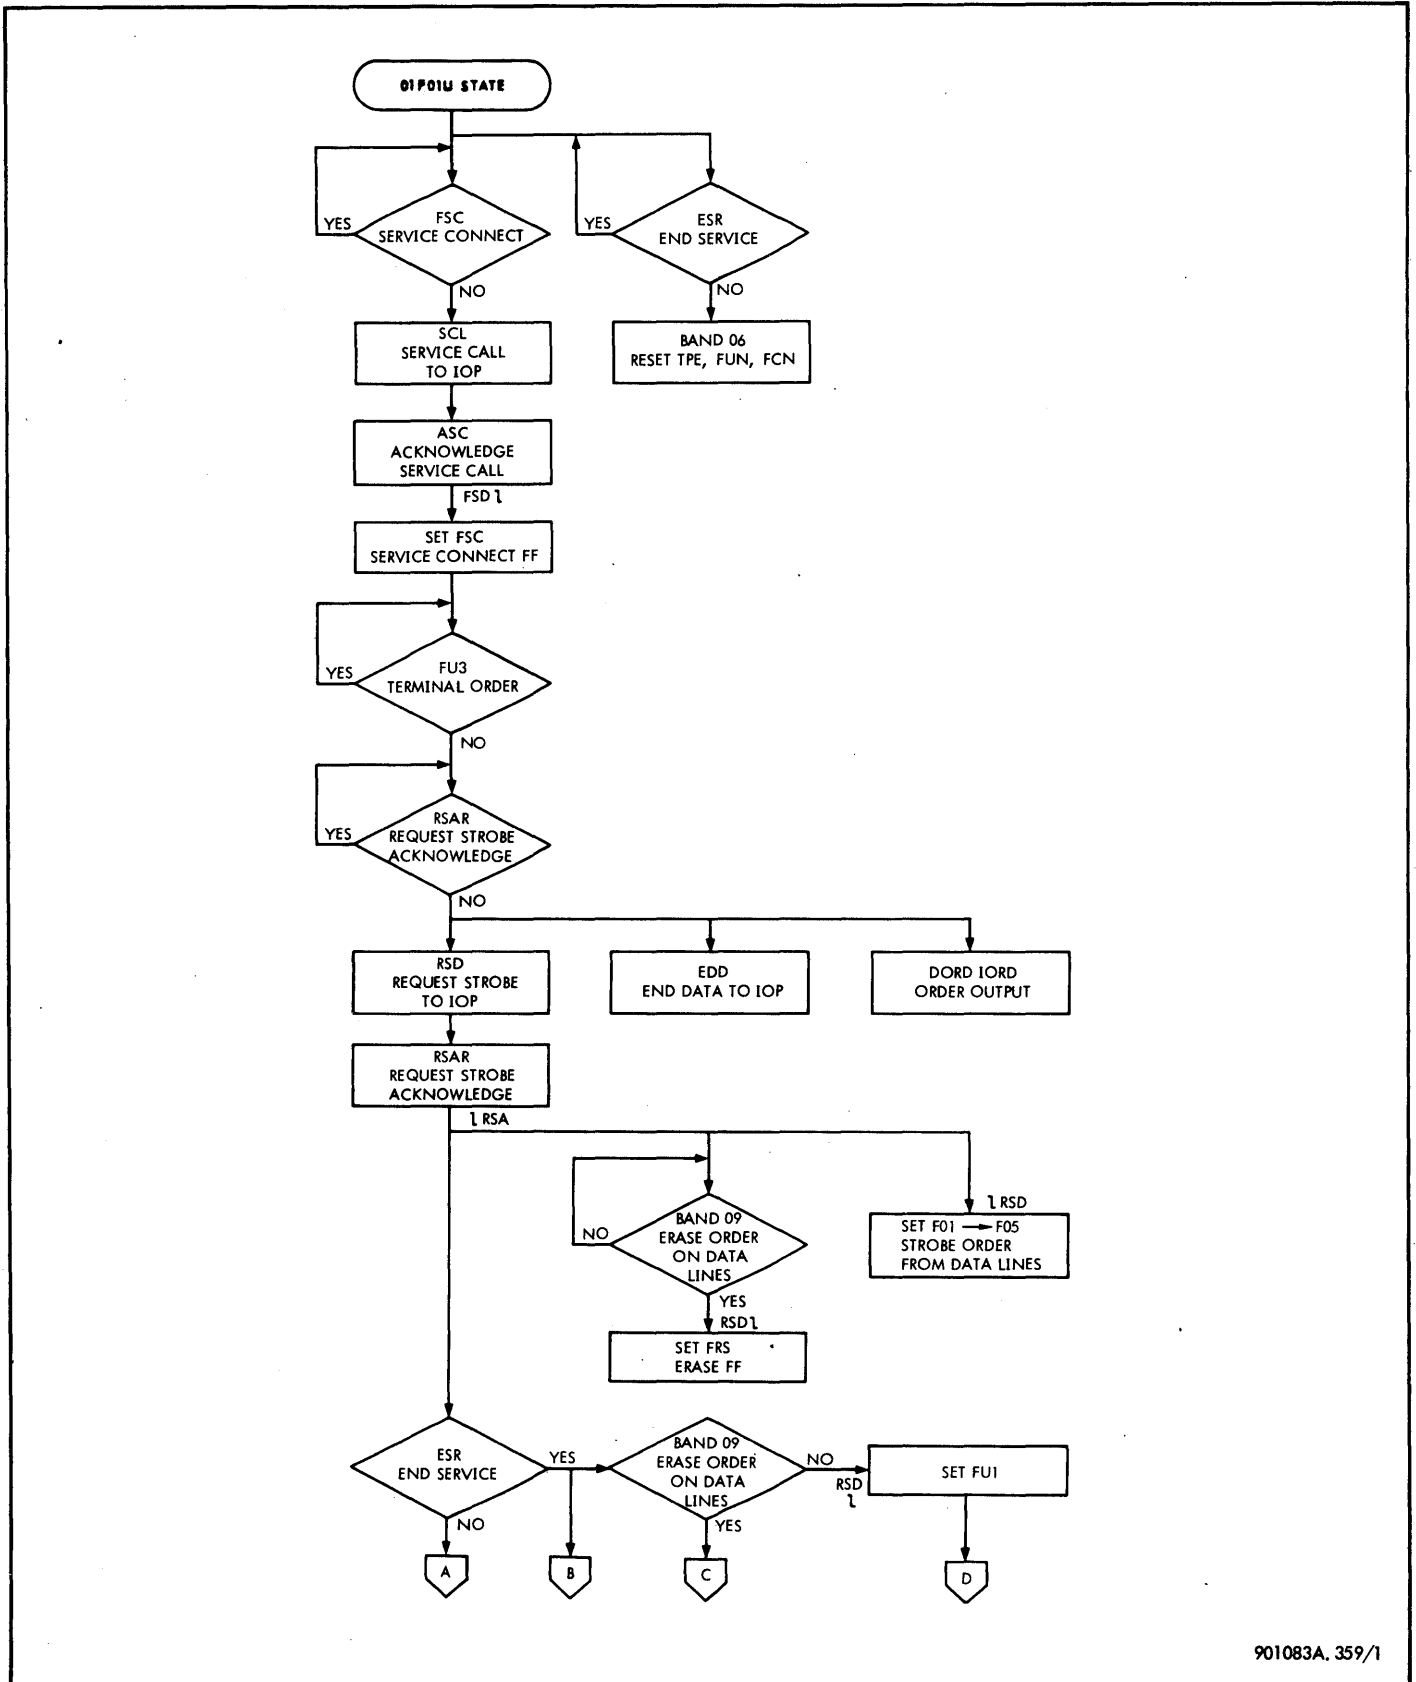 01F01U STATE
FSC
SERVICE CONNECT
YES
NO
ESR
END SERVICE
YES
NO
SCL
SERVICE CALL
TO IOP
BAND 06
RESET TPE, FUN, FCN
ASC
ACKNOWLEDGE
SERVICE CALL
FSD ↿
SET FSC
SERVICE CONNECT FF
FU3
TERMINAL ORDER
YES
NO
RSAR
REQUEST STROBE
ACKNOWLEDGE
YES
NO
RSD
REQUEST STROBE
TO IOP
EDD
END DATA TO IOP
DORD IORD
ORDER OUTPUT
RSAR
REQUEST STROBE
ACKNOWLEDGE
↿ RSA
BAND 09
ERASE ORDER
ON DATA
LINES
NO
YES
RSD ↿
SET FRS
ERASE FF
↿ RSD
SET F01 → F05
STROBE ORDER
FROM DATA LINES
ESR
END SERVICE
YES
NO
BAND 09
ERASE ORDER
ON DATA
LINES
NO
RSD
↿
YES
SET FU1
A
B
C
D
901083A. 359/1